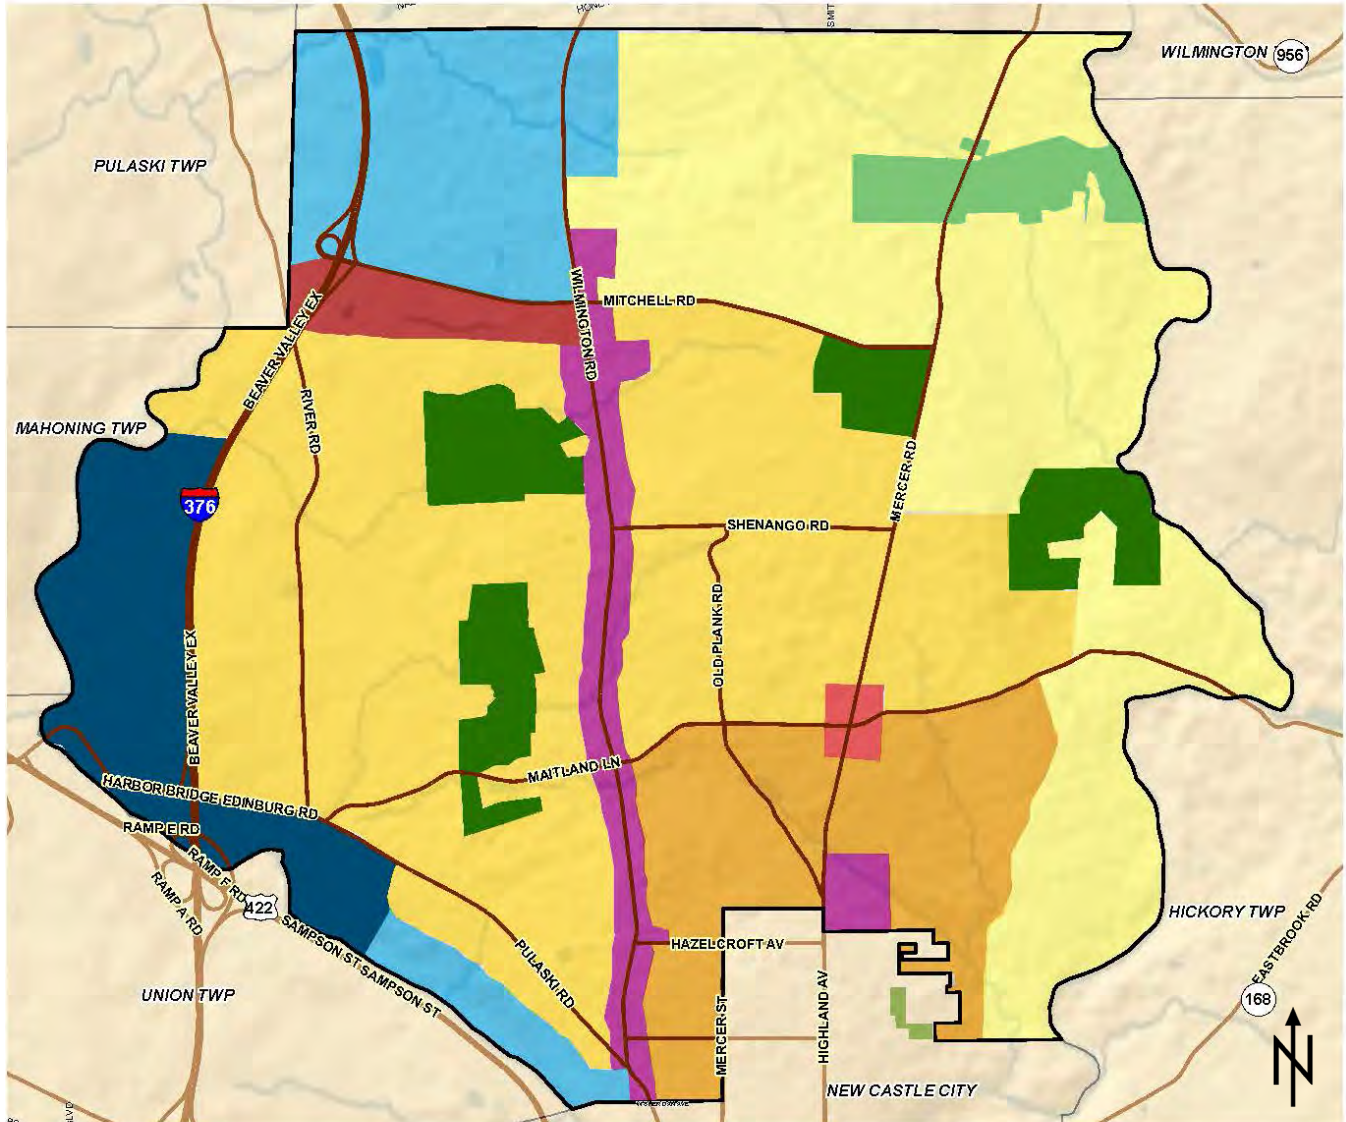 SMIT
WILMINGTON
956
PULASKI TWP
WILMINGTON RD
MITCHELL RD
BEAVER VALLEY EX
RIVER RD
MAHONING TWP
MERCER RD
376
SHENANGO RD
OLD PLANK RD
BEAVER VALLEY EX
MAITLAND LN
HARBOR BRIDGE EDINBURG RD
RAMP E RD
RAMP F RD
RAMP A RD
422
SAMPSON ST
SAMPSON ST
HICKORY TWP
EASTBROOK RD
HAZELCROFT AV
PULASKI RD
UNION TWP
168
MERCER ST
HIGHLAND AV
NEW CASTLE CITY
N
BLVD